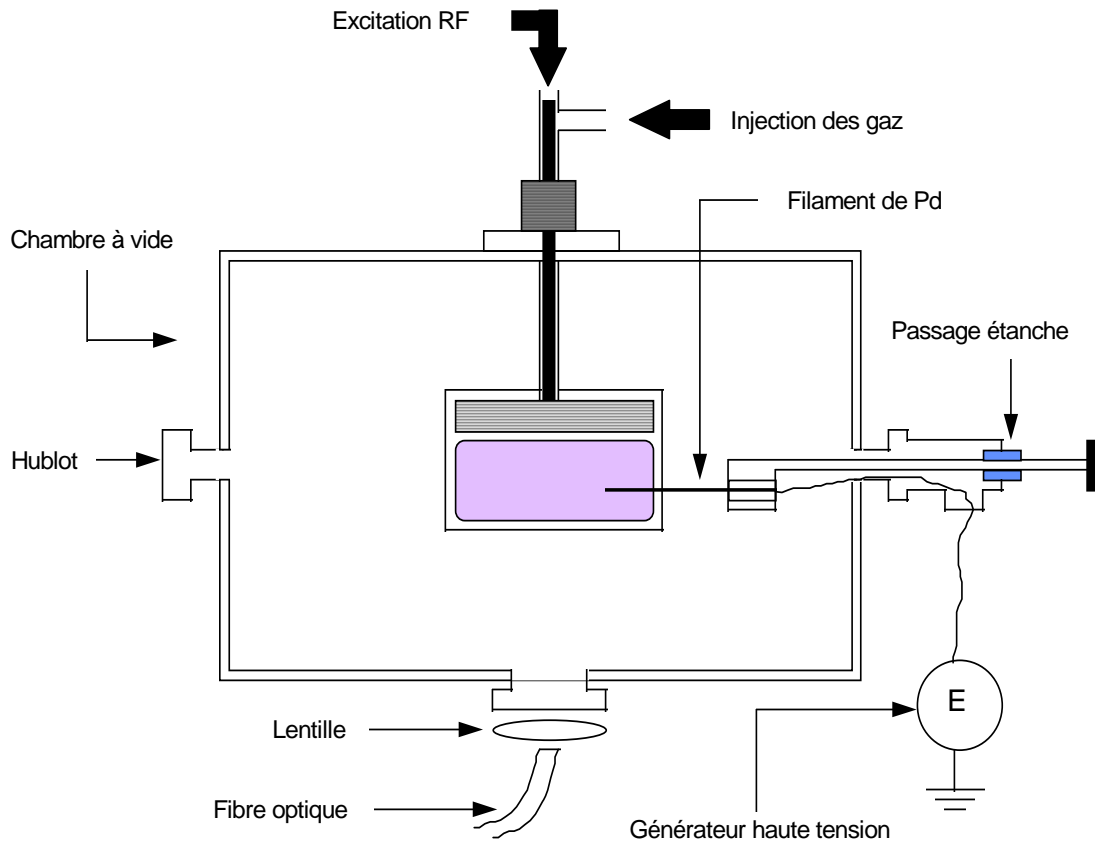 Excitation RF
Injection des gaz
Filament de Pd
Chambre à vide
Passage étanche
Hublot
E
Lentille
Fibre optique
Générateur haute tension